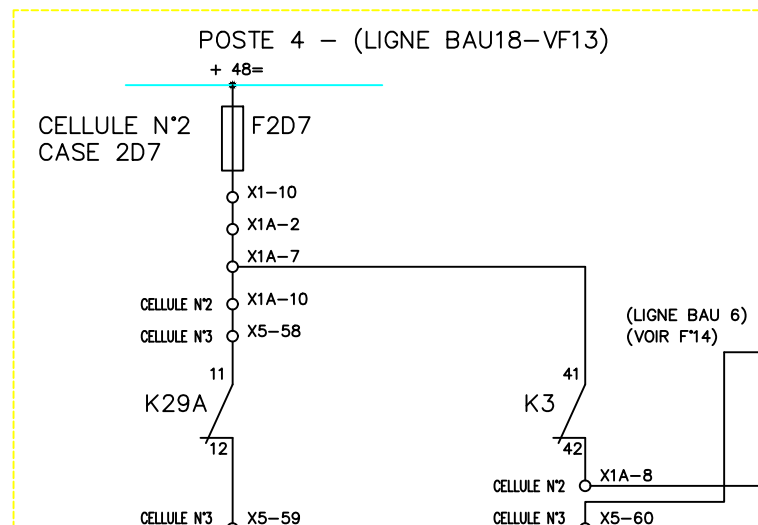 POSTE 4 - (LIGNE BAU18-VF13)
+ 48=
CELLULE N°2
CASE 2D7
F2D7
X1-10
X1A-2
X1A-7
CELLULE N°2 X1A-10
CELLULE N°3 X5-58
(LIGNE BAU 6)
(VOIR F°14)
11
K29A
12
41
K3
42
CELLULE N°2 X1A-8
CELLULE N°3 X5-59
CELLULE N°3 X5-60